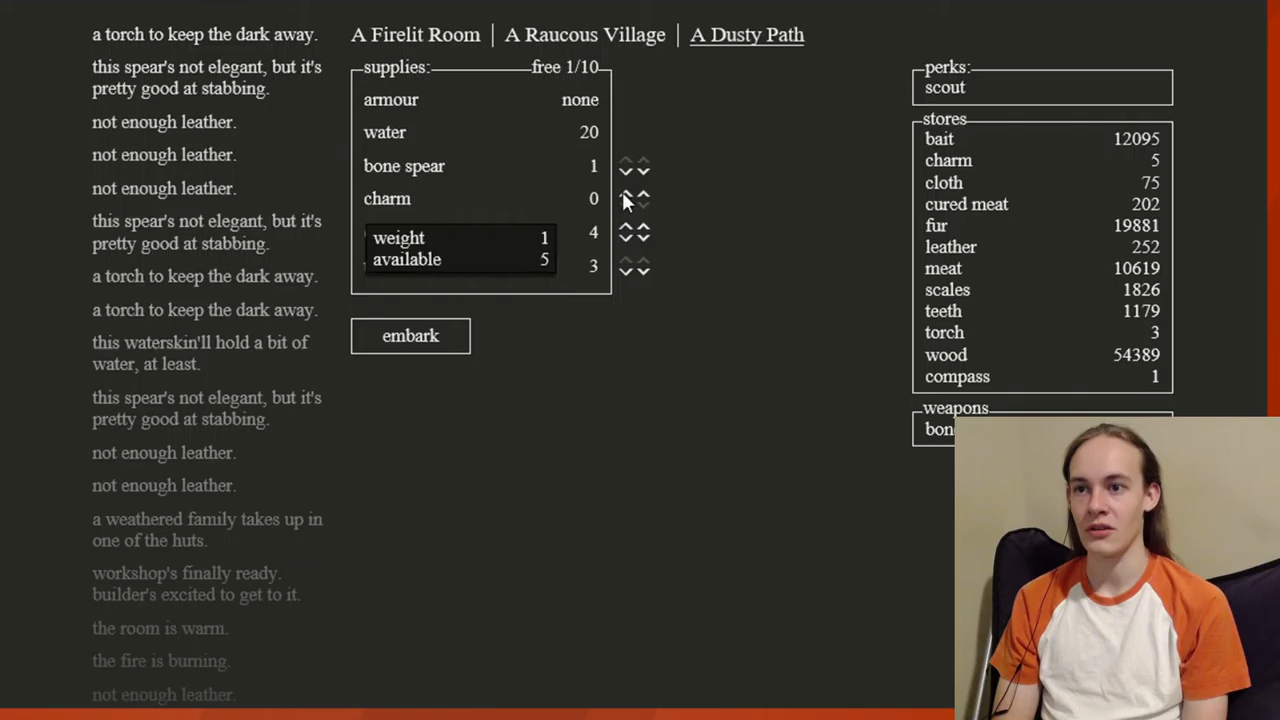 a torch to keep the dark away.
this spear's not elegant, but it's
pretty good at stabbing.
not enough leather.
not enough leather.
not enough leather.
this spear's not elegant, but it's
pretty good at stabbing.
a torch to keep the dark away.
a torch to keep the dark away.
this waterskin'll hold a bit of
water, at least.
this spear's not elegant, but it's
pretty good at stabbing.
not enough leather.
not enough leather.
a weathered family takes up in
one of the huts.
workshop's finally ready.
builder's excited to get to it.
the room is warm.
the fire is burning.
not enough leather.
A Firelit Room | A Raucous Village | A Dusty Path
supplies: free 1/10
armour none
water 20
bone spear 1
charm 0
weight 1
available 5
4
3
embark
perks:
scout
stores
bait 12095
charm 5
cloth 75
cured meat 202
fur 19881
leather 252
meat 10619
scales 1826
teeth 1179
torch 3
wood 54389
compass 1
weapons